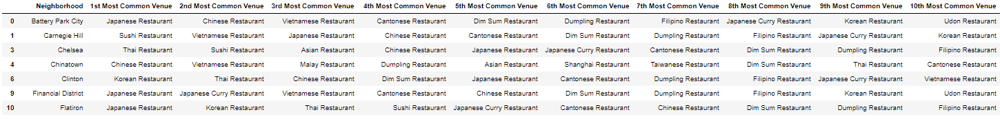 Neighborhood 1st Most Common Venue 2nd Most Common Venue 3rd Most Common Venue 4th Most Common Venue 5th Most Common Venue 6th Most Common Venue 7th Most Common Venue 8th Most Common Venue 9th Most Common Venue 10th Most Common Venue
0 Battery Park City Japanese Restaurant Chinese Restaurant Vietnamese Restaurant Cantonese Restaurant Dim Sum Restaurant Dumpling Restaurant Filipino Restaurant Japanese Curry Restaurant Korean Restaurant Udon Restaurant
1 Carnegie Hill Sushi Restaurant Vietnamese Restaurant Japanese Restaurant Chinese Restaurant Cantonese Restaurant Dim Sum Restaurant Dumpling Restaurant Filipino Restaurant Japanese Curry Restaurant Korean Restaurant
3 Chelsea Thai Restaurant Sushi Restaurant Asian Restaurant Chinese Restaurant Japanese Restaurant Japanese Curry Restaurant Cantonese Restaurant Dim Sum Restaurant Dumpling Restaurant Filipino Restaurant
4 Chinatown Chinese Restaurant Vietnamese Restaurant Malay Restaurant Dumpling Restaurant Asian Restaurant Shanghai Restaurant Taiwanese Restaurant Dim Sum Restaurant Thai Restaurant Cantonese Restaurant
6 Clinton Korean Restaurant Thai Restaurant Chinese Restaurant Dim Sum Restaurant Japanese Restaurant Cantonese Restaurant Dumpling Restaurant Filipino Restaurant Japanese Curry Restaurant Vietnamese Restaurant
9 Financial District Japanese Restaurant Japanese Curry Restaurant Vietnamese Restaurant Cantonese Restaurant Chinese Restaurant Dim Sum Restaurant Dumpling Restaurant Filipino Restaurant Korean Restaurant Udon Restaurant
10 Flatiron Japanese Restaurant Korean Restaurant Thai Restaurant Sushi Restaurant Japanese Curry Restaurant Cantonese Restaurant Chinese Restaurant Dim Sum Restaurant Dumpling Restaurant Filipino Restaurant